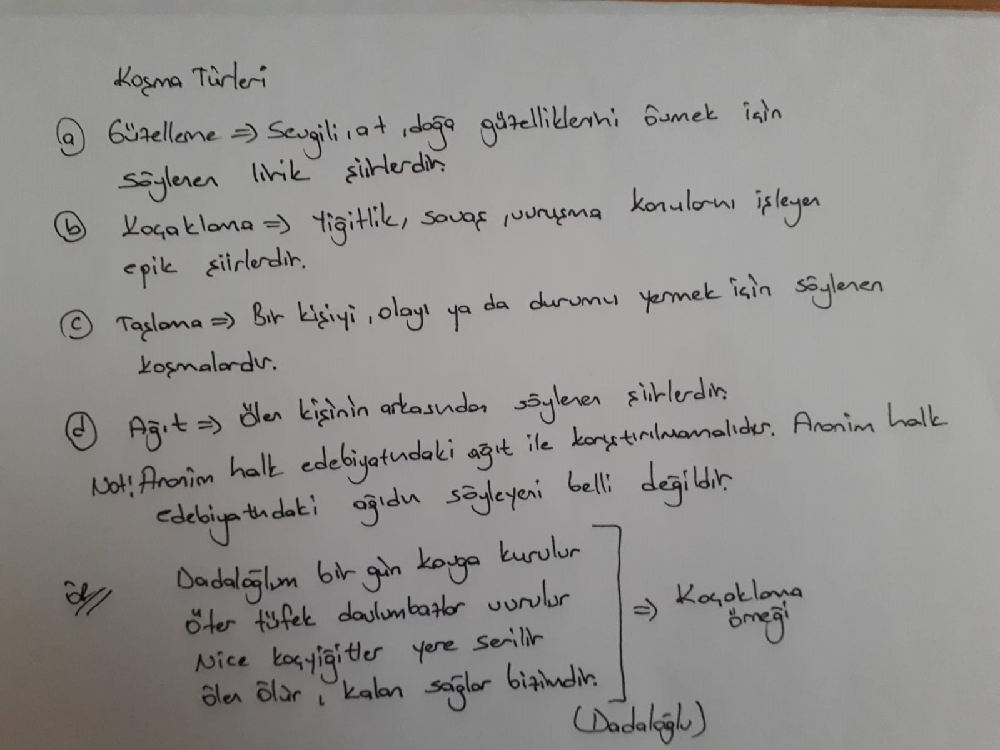 Koşma Türleri
a) Güzelleme => Sevgili, at, doğa güzelliklerini övmek için
söylenen lirik şiirlerdir.
b) Koçaklama => Yiğitlik, savaş, vuruşma konularını işleyen
epik şiirlerdir.
c) Taşlama => Bir kişiyi, olayı ya da durumu yermek için söylenen
koşmalardır.
d) Ağıt => Ölen kişinin arkasından söylenen şiirlerdir.
Not! Anonim halk edebiyatındaki ağıt ile karıştırılmamalıdır. Anonim halk
edebiyatındaki ağıdın söyleyeni belli değildir.
ör// Dadaloğlum bir gün kavga kurulur
Öter tüfek davlumbazlar vurulur
Nice koçyiğitler yere serilir
Ölen ölür, kalan sağlar bizimdir.
=> Koçaklama
örneği
(Dadaloğlu)